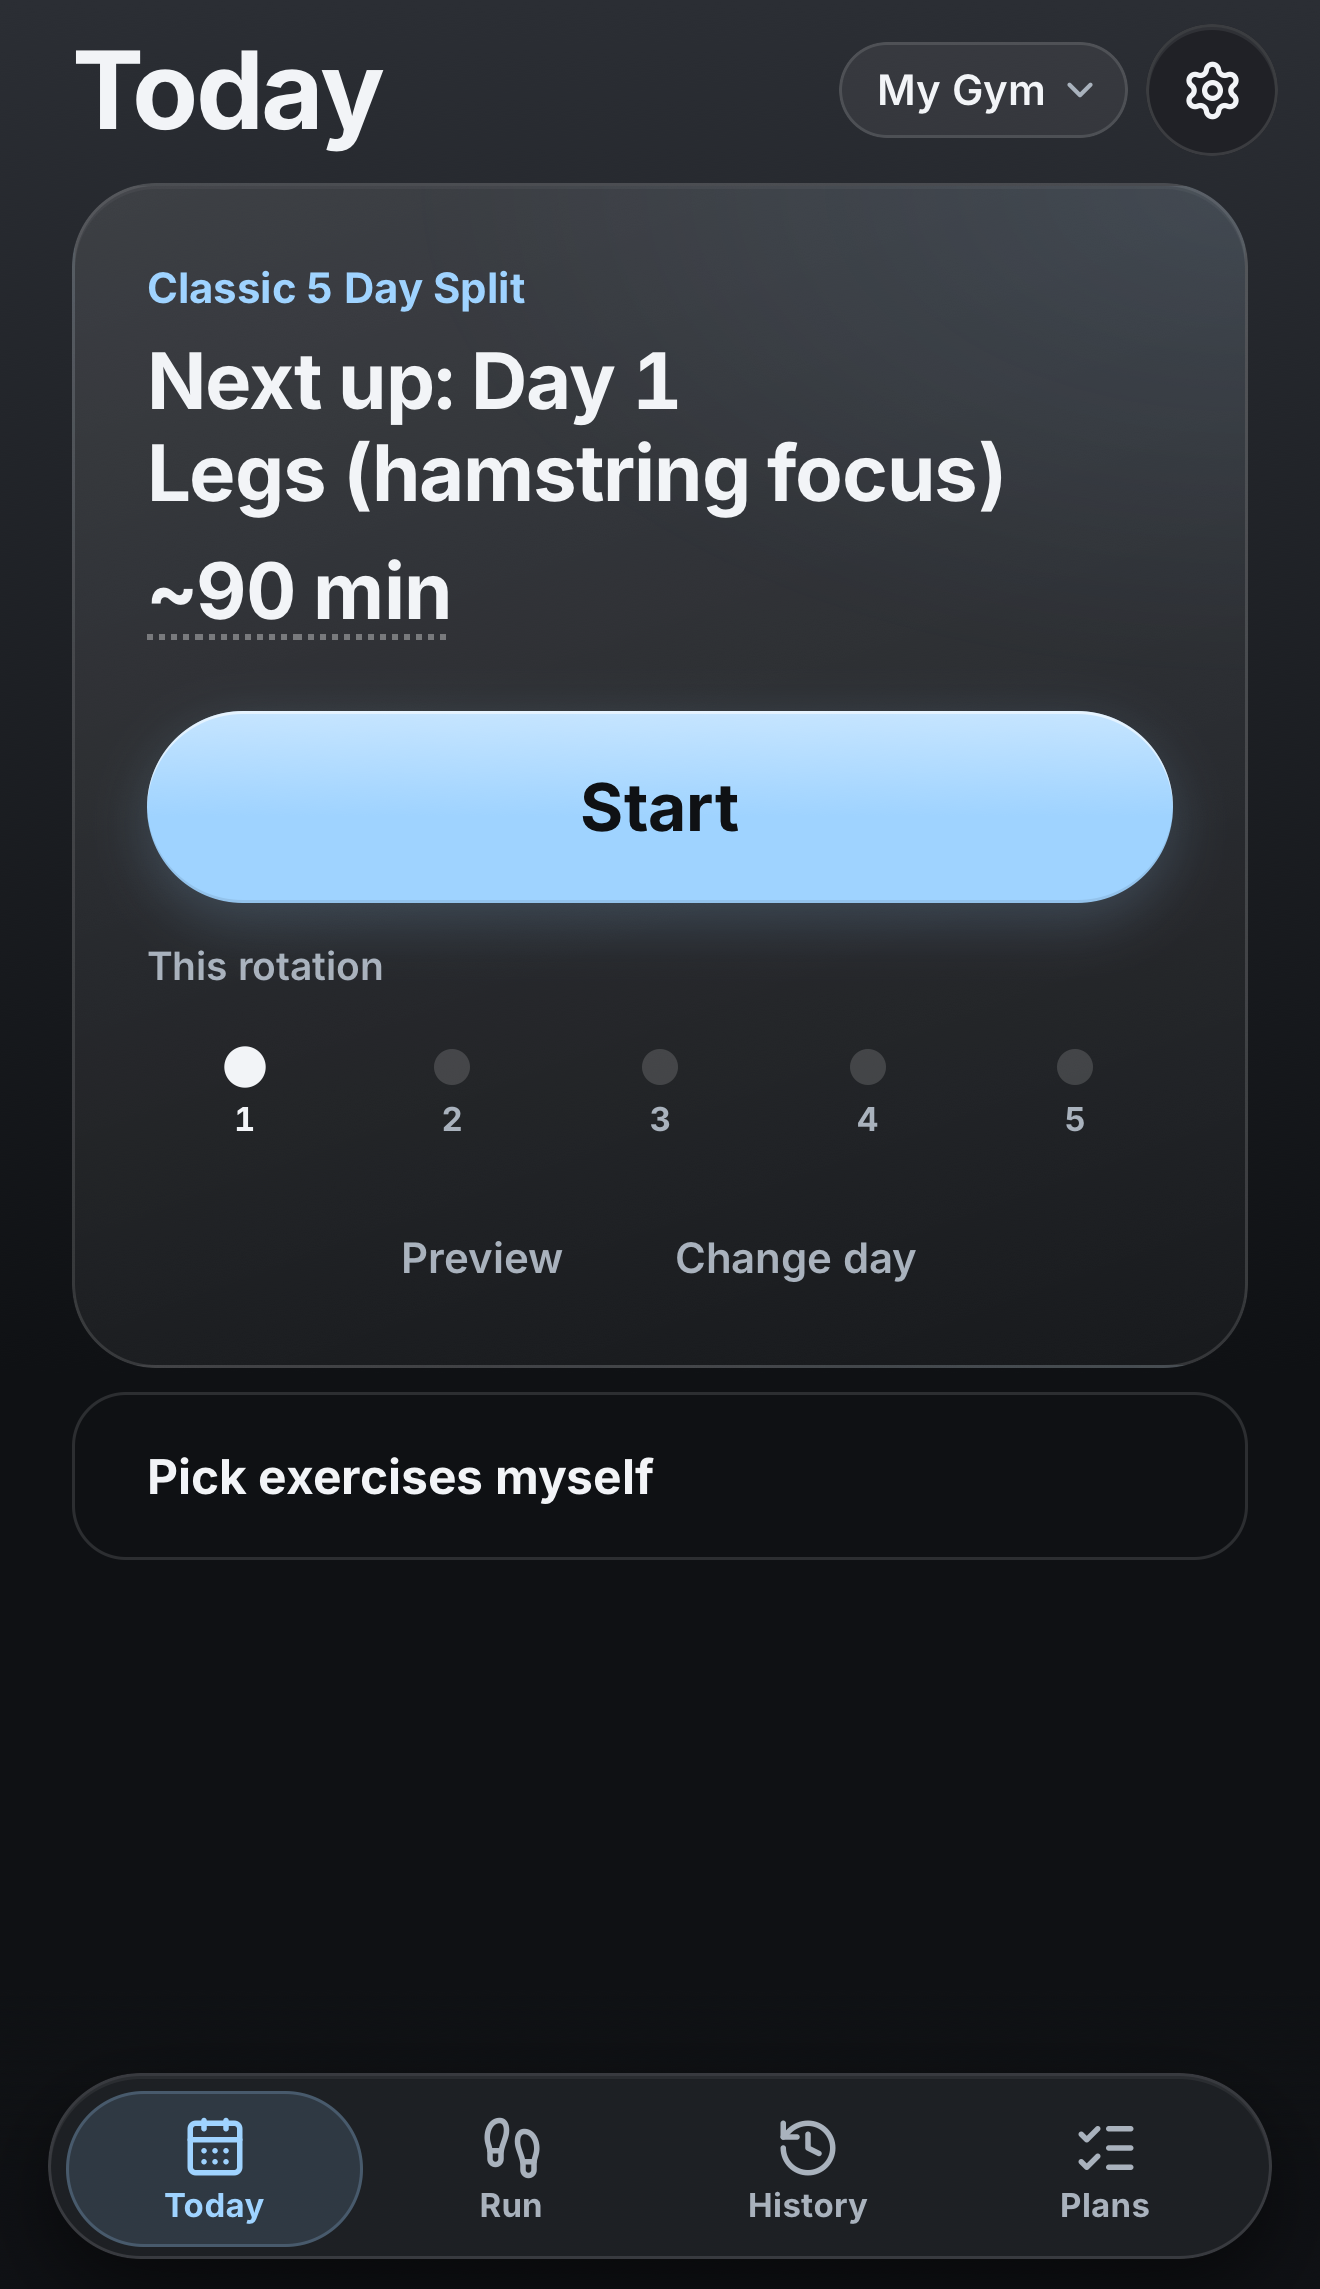 Today
My Gym
Classic 5 Day Split
Next up: Day 1
Legs (hamstring focus)
~90 min
Start
This rotation
1 2 3 4 5
Preview Change day
Pick exercises myself
Today Run History Plans